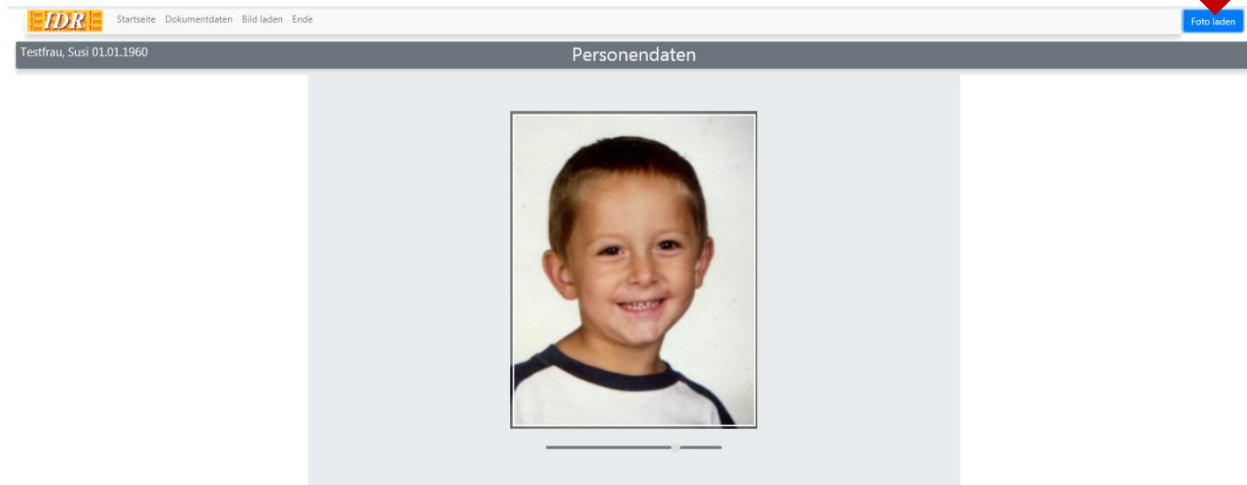 IDR Startseite Dokumentdaten Bild laden Ende Foto laden
Testfrau, Susi 01.01.1960 Personendaten